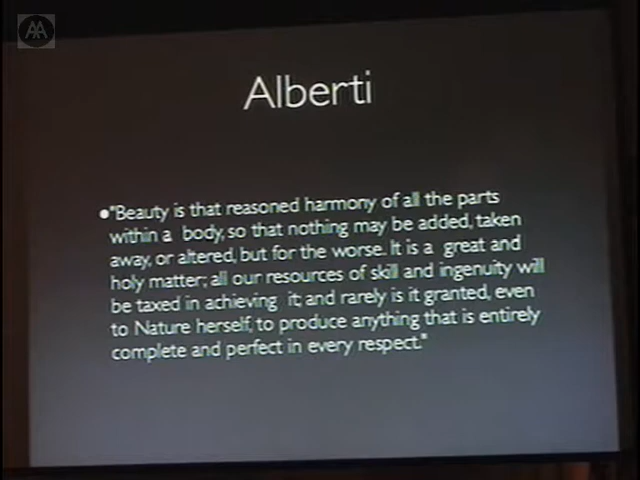 AA
Alberti
•"Beauty is that reasoned harmony of all the parts
within a body, so that nothing may be added, taken
away, or altered, but for the worse. It is a great and
holy matter; all our resources of skill and ingenuity will
be taxed in achieving it; and rarely is it granted, even
to Nature herself, to produce anything that is entirely
complete and perfect in every respect."